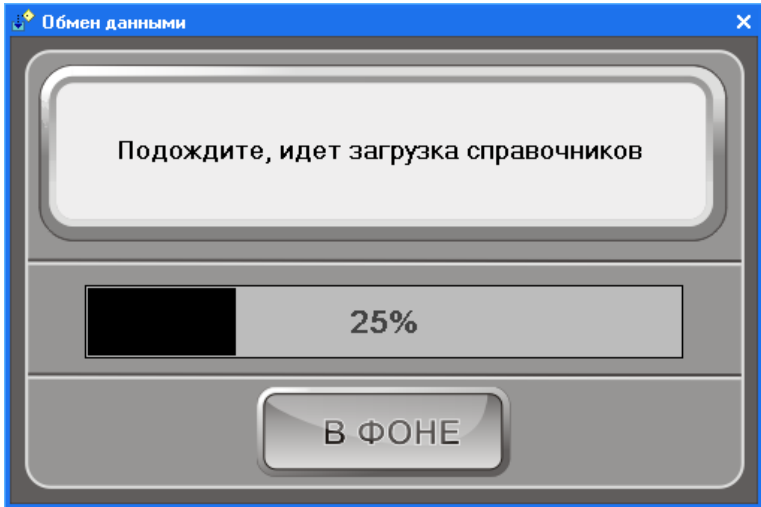 Обмен данными
Подождите, идет загрузка справочников
25%
В ФОНЕ